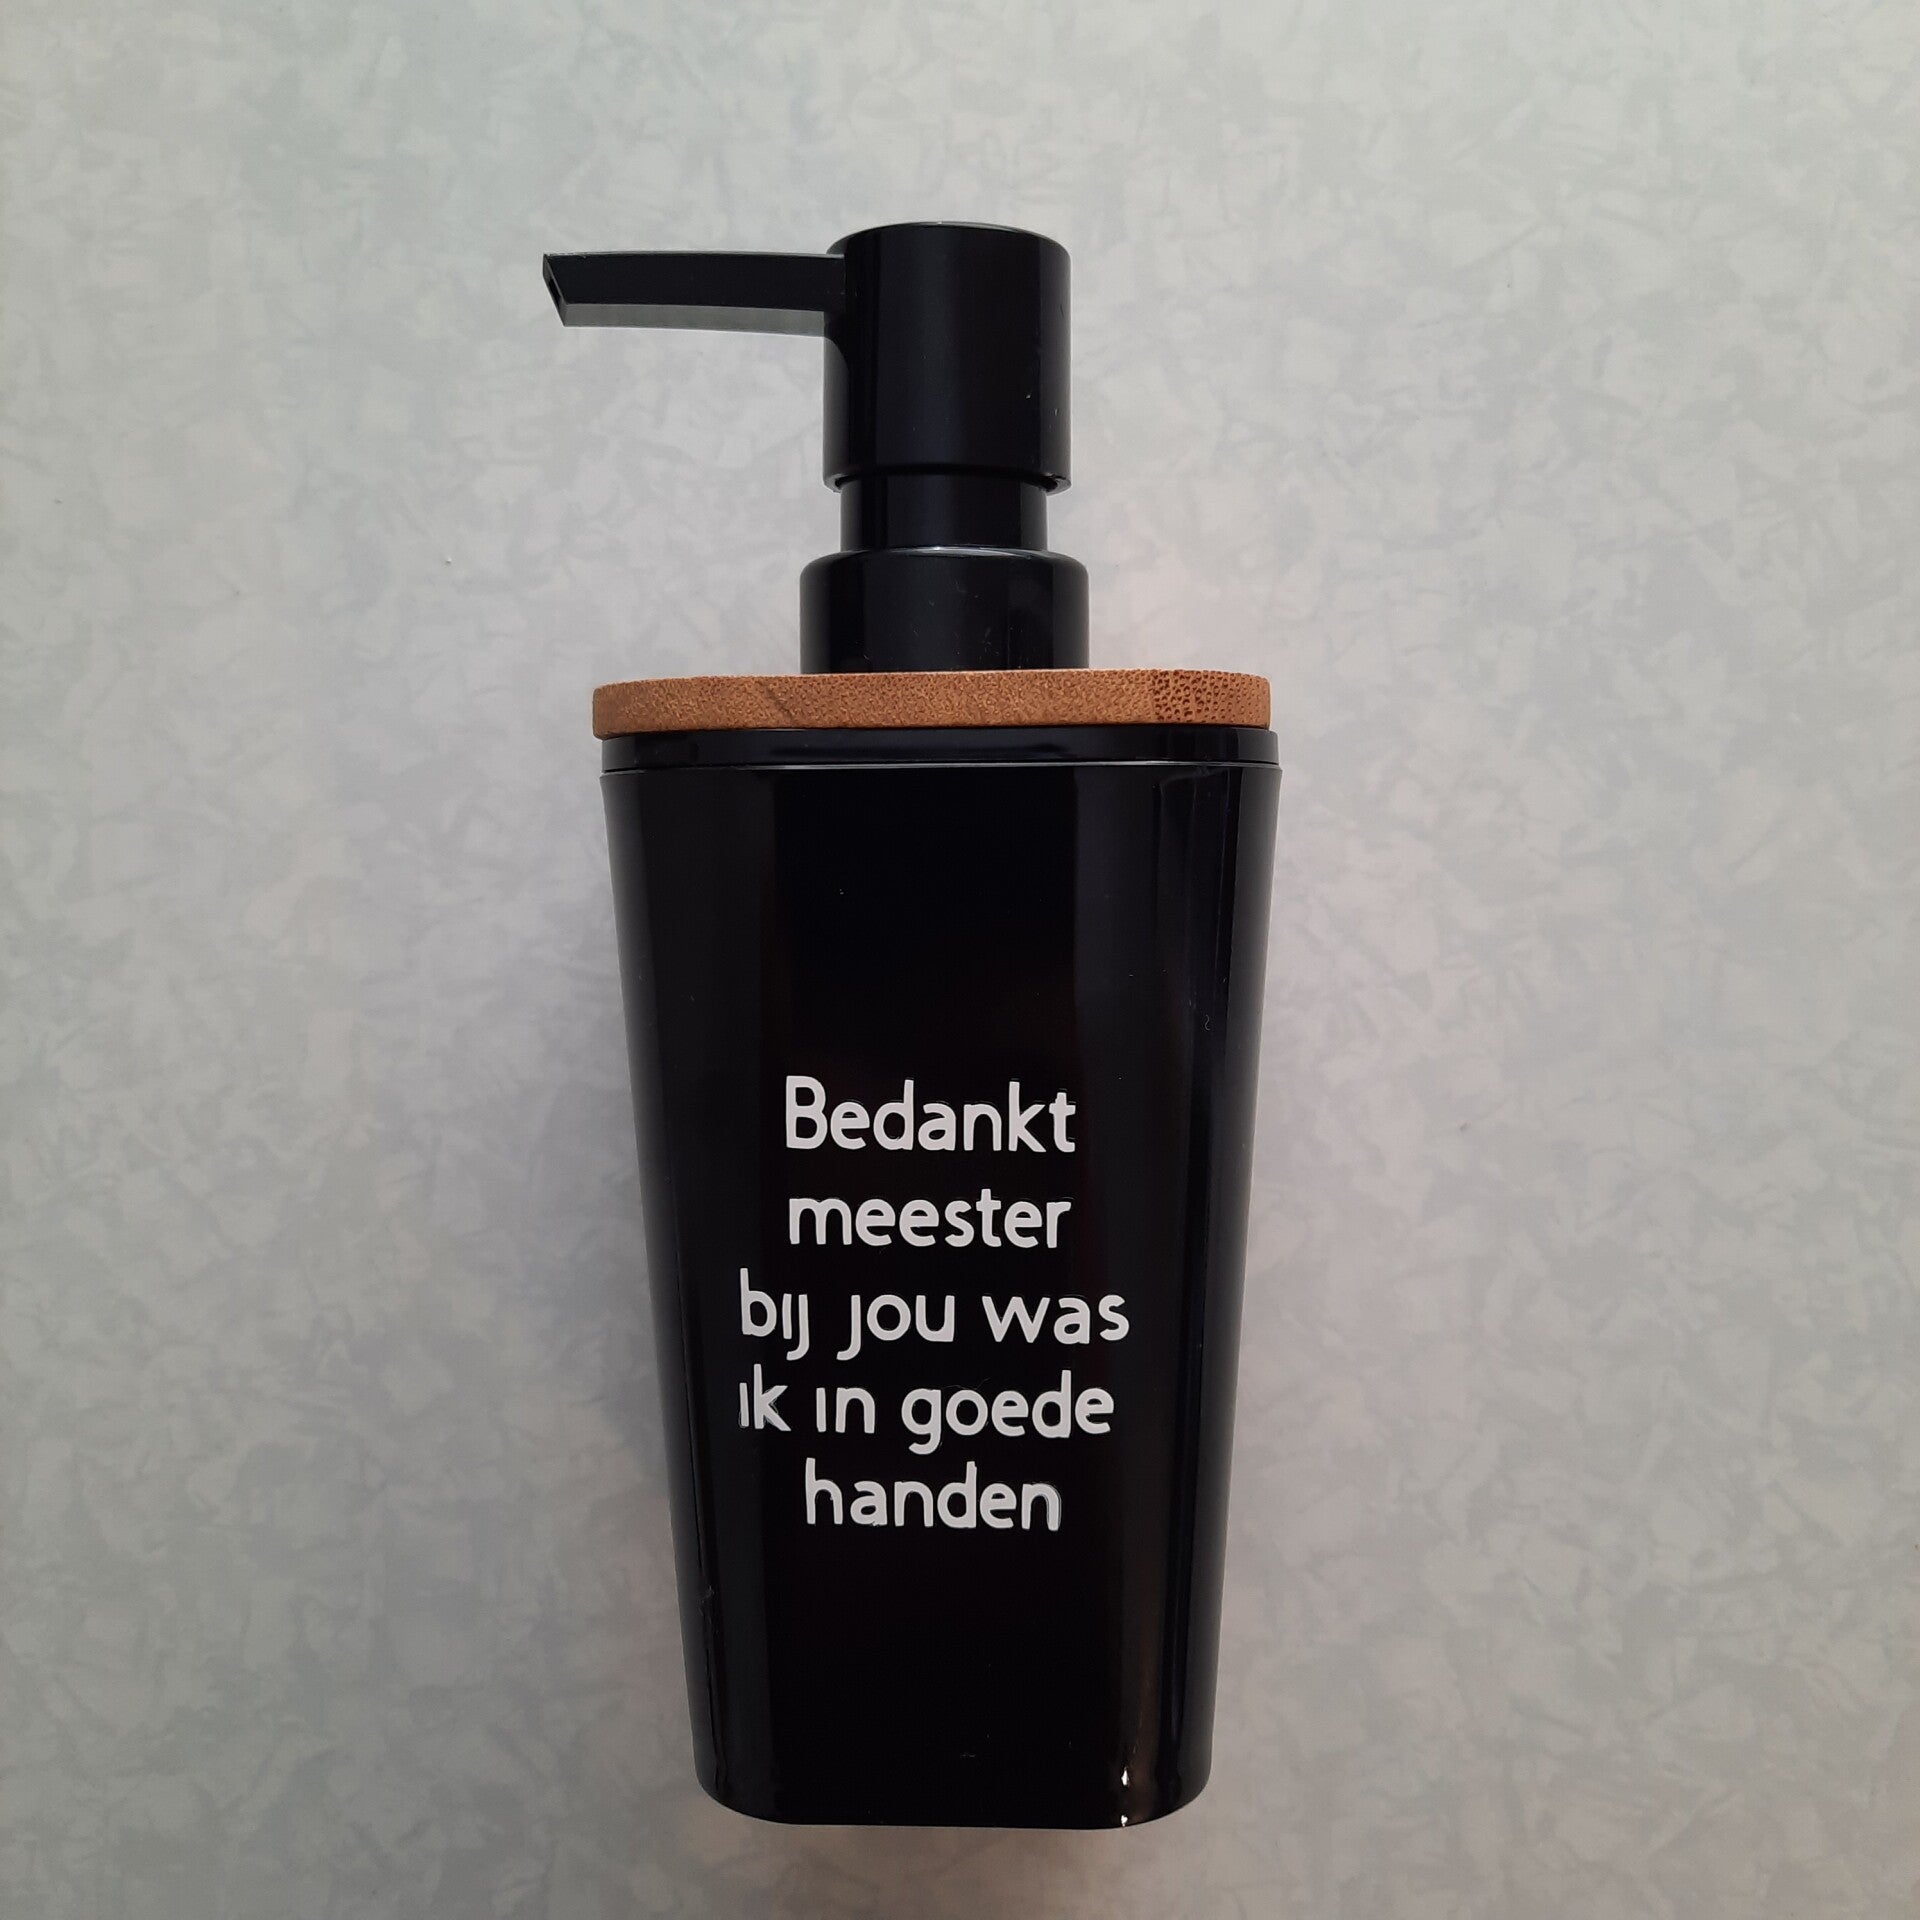 Bedankt
meester
bij jou was
ik in goede
handen